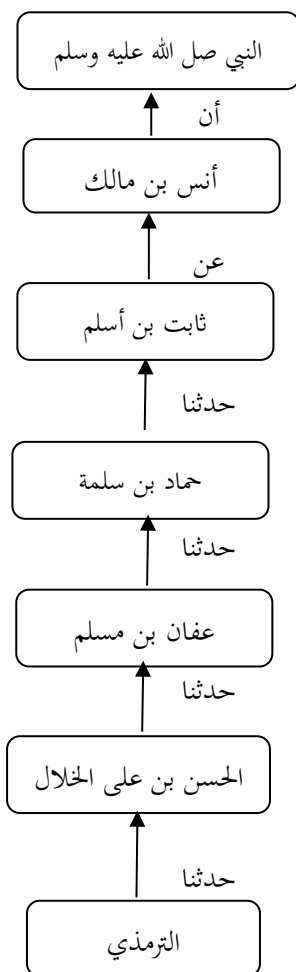 النبي صل الله عليه وسلم
أن
أنس بن مالك
عن
ثابت بن أسلم
حدثنا
حماد بن سلمة
حدثنا
عفان بن مسلم
حدثنا
الحسن بن على الخلال
حدثنا
الترمذي